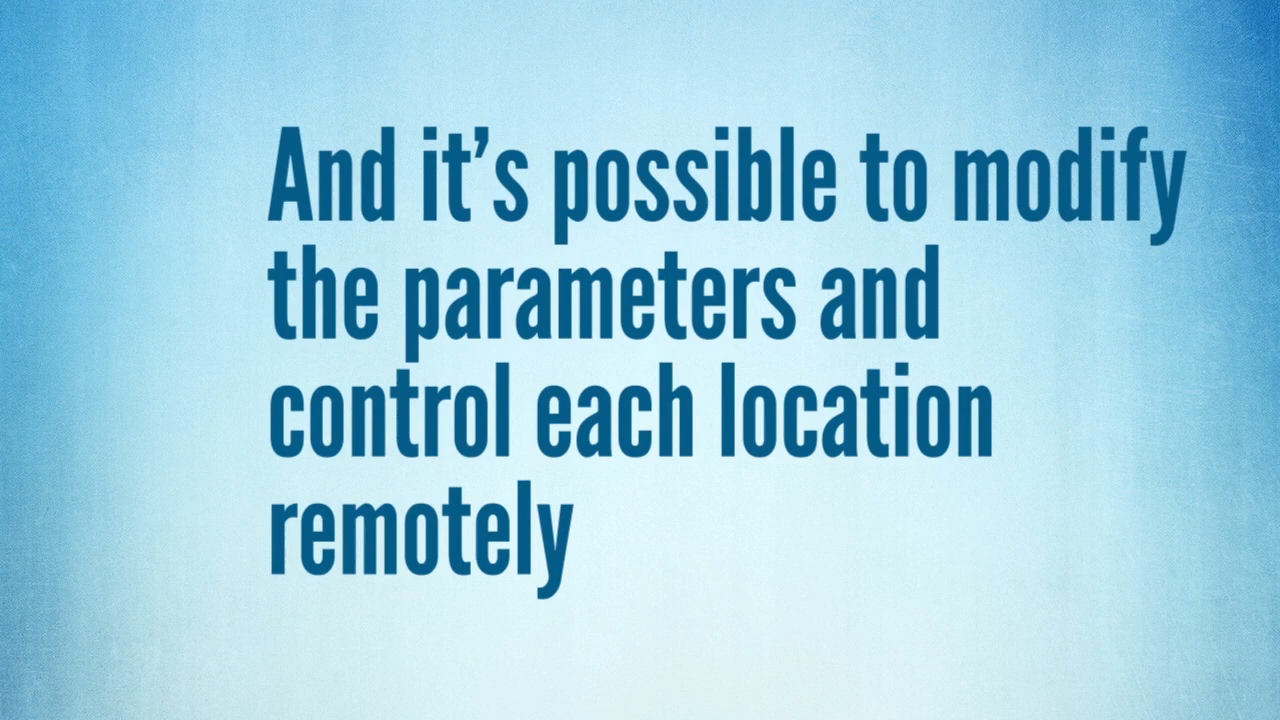 And it’s possible to modify
the parameters and
control each location
remotely